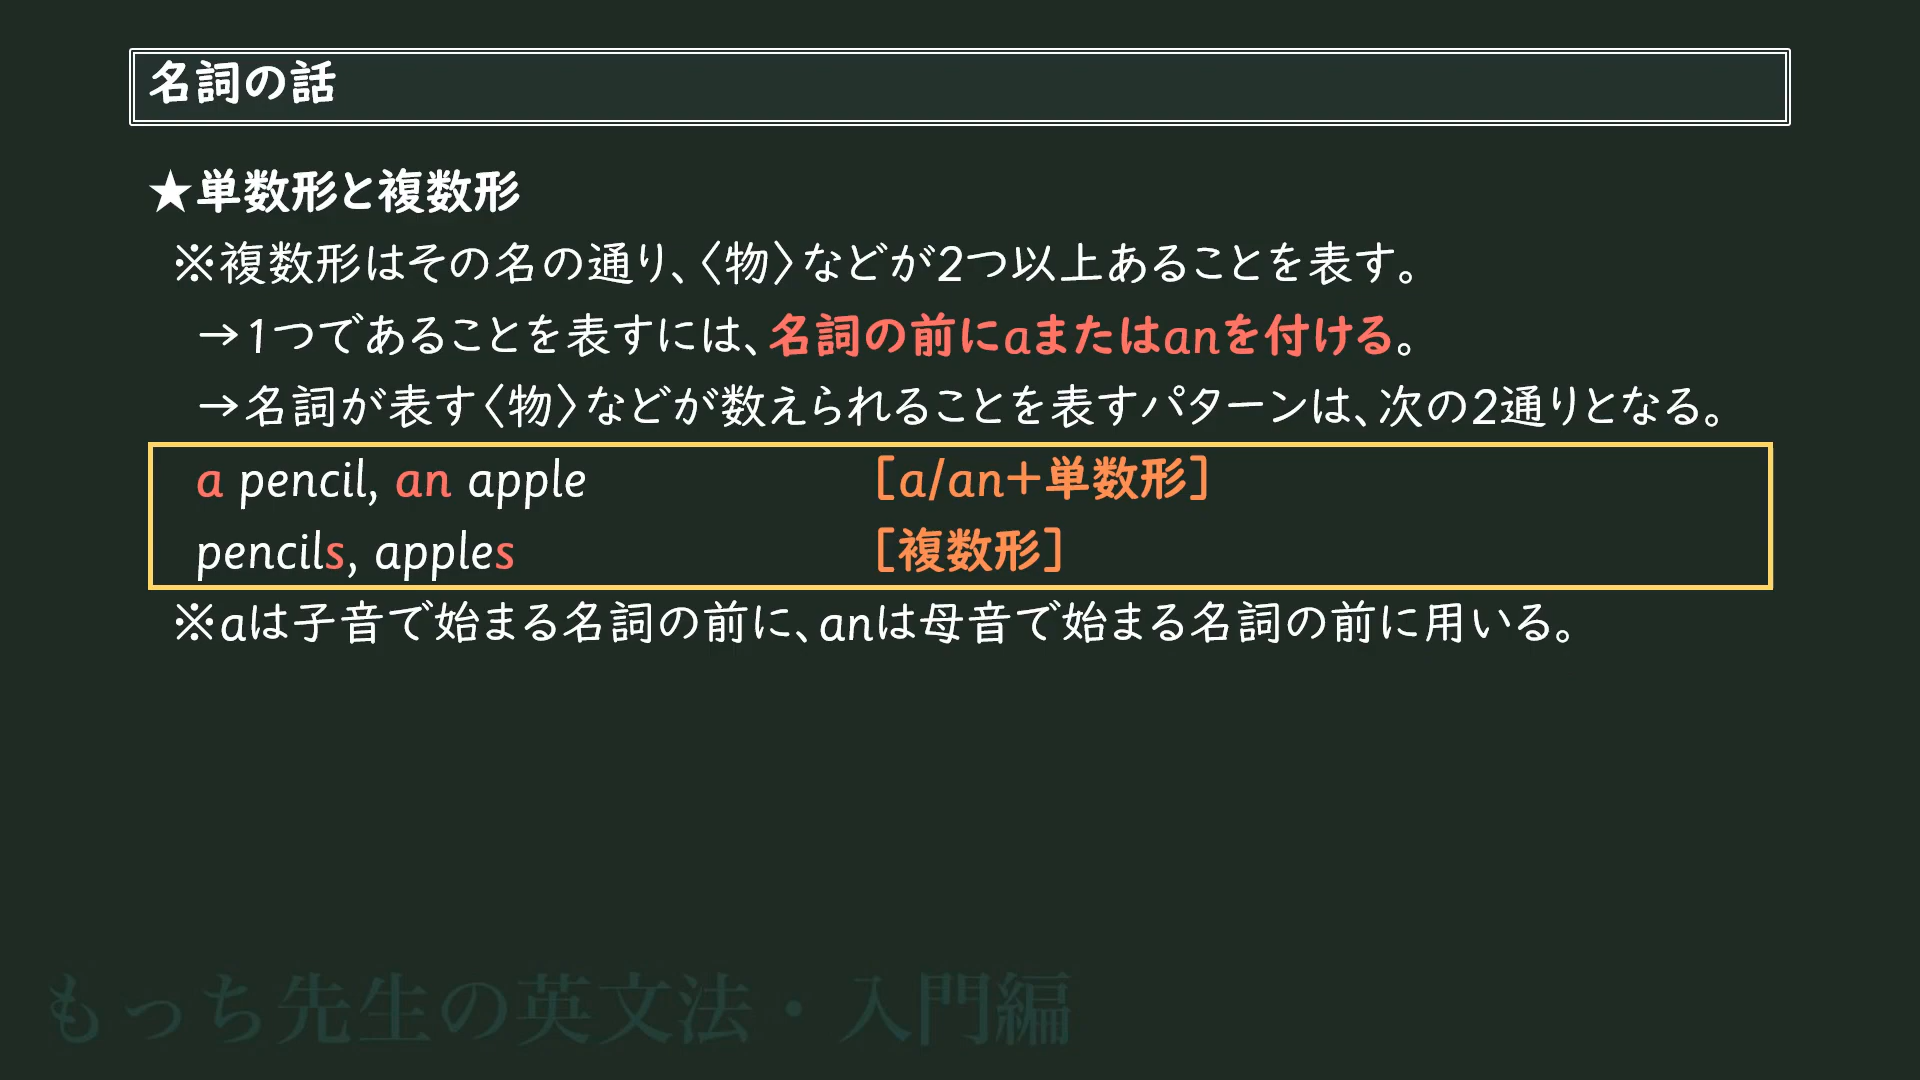 名詞の話
★単数形と複数形
※複数形はその名の通り、〈物〉などが2つ以上あることを表す。
→1つであることを表すには、名詞の前にaまたはanを付ける。
→名詞が表す〈物〉などが数えられることを表すパターンは、次の2通りとなる。
a pencil, an apple [a/an＋単数形]
pencils, apples [複数形]
※aは子音で始まる名詞の前に、anは母音で始まる名詞の前に用いる。
もっち先生の英文法・入門編